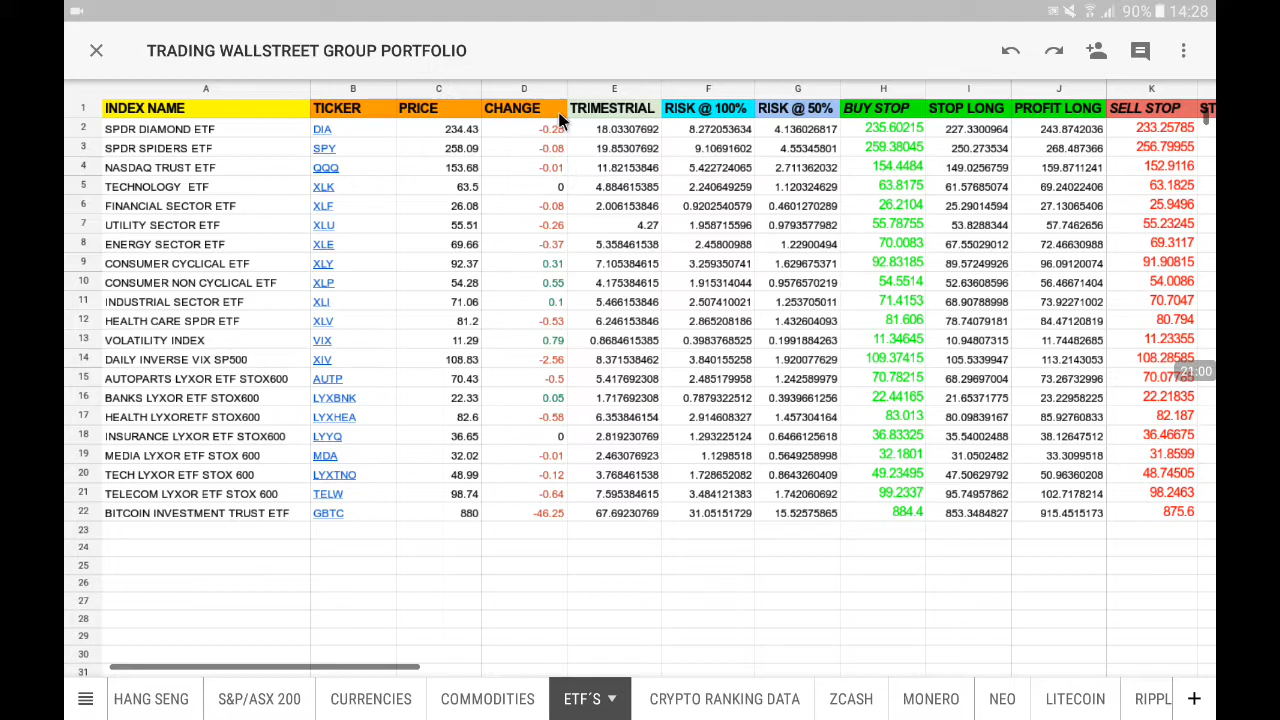 90% 14:28
TRADING WALLSTREET GROUP PORTFOLIO
A B C D E F G H I J K
1 INDEX NAME TICKER PRICE CHANGE TRIMESTRIAL RISK @ 100% RISK @ 50% BUY STOP STOP LONG PROFIT LONG SELL STOP ST
2 SPDR DIAMOND ETF DIA 234.43 18.03307692 8.272053634 4.136026817 235.60215 227.3300964 243.8742036 233.25785
3 SPDR SPIDERS ETF SPY 258.09 -0.08 19.85307692 9.10691602 4.55345801 259.38045 250.273534 268.487366 256.79955
4 NASDAQ TRUST ETF QQQ 153.68 -0.01 11.82153846 5.422724065 2.711362032 154.4484 149.0256759 159.8711241 152.9116
5 TECHNOLOGY ETF XLK 63.5 0 4.884615385 2.240649259 1.120324629 63.8175 61.57685074 69.24022406 63.1825
6 FINANCIAL SECTOR ETF XLF 26.08 -0.08 2.006153846 0.9202540579 0.4601270289 26.2104 25.29014594 27.13065406 25.9496
7 UTILITY SECTOR ETF XLU 55.51 -0.26 4.27 1.958715596 0.9793577982 55.78755 53.8288344 57.7462656 55.23245
8 ENERGY SECTOR ETF XLE 69.66 -0.37 5.358461538 2.45800988 1.22900494 70.0083 67.55029012 72.46630988 69.3117
9 CONSUMER CYCLICAL ETF XLY 92.37 0.31 7.105384615 3.259350741 1.629675371 92.83185 89.57249926 96.09120074 91.90815
10 CONSUMER NON CYCLICAL ETF XLP 54.28 0.55 4.175384615 1.915314044 0.9576570219 54.5514 52.63608596 56.46671404 54.0086
11 INDUSTRIAL SECTOR ETF XLI 71.06 0.1 5.466153846 2.507410021 1.253705011 71.4153 68.90788998 73.92271002 70.7047
12 HEALTH CARE SPDR ETF XLV 81.2 -0.53 6.246153846 2.865208186 1.432604093 81.606 78.74079181 84.47120819 80.794
13 VOLATILITY INDEX VIX 11.29 0.79 0.8684615385 0.3983768525 0.1991884263 11.34645 10.94807315 11.74482685 11.23355
14 DAILY INVERSE VIX SP500 XIV 108.83 -2.56 8.371538462 3.840155258 1.920077629 109.37415 105.5339947 113.2143053 108.28585
15 AUTOPARTS LYXOR ETF STOX600 AUTP 70.43 -0.5 5.417692308 2.485179958 1.242589979 70.78215 68.29697004 73.26732996
16 BANKS LYXOR ETF STOX600 LYXBNK 22.33 0.05 1.717692308 0.7879322512 0.3939661256 22.44165 21.65371775 23.22958225 22.21835
17 HEALTH LYXORETF STOX600 LYXHEA 82.6 -0.58 6.353846154 2.914608327 1.457304164 83.013 80.09839167 85.92760833 82.187
18 INSURANCE LYXOR ETF STOX600 LYYQ 36.65 0 2.819230769 1.293225124 0.6466125618 36.83325 35.54002488 38.12647512 36.46675
19 MEDIA LYXOR ETF STOX 600 MDA 32.02 -0.01 2.463076923 1.1298518 0.5649258998 32.1801 31.0502482 33.3099518 31.8599
20 TECH LYXOR ETF STOX 600 LYXTNO 48.99 -0.12 3.768461538 1.728652082 0.8643260409 49.23495 47.50629792 50.96360208 48.74505
21 TELECOM LYXOR ETF STOX 600 TELW 98.74 -0.64 7.595384615 3.484121383 1.742060692 99.2337 95.74957862 102.7178214 98.2463
22 BITCOIN INVESTMENT TRUST ETF GBTC 880 -46.25 67.69230769 31.05151729 15.52575865 884.4 853.3484827 915.4515173 875.6
23
24
25
26
27
28
29
30
31
21:00
HANG SENG S&P/ASX 200 CURRENCIES COMMODITIES ETF´S CRYPTO RANKING DATA ZCASH MONERO NEO LITECOIN RIPPL